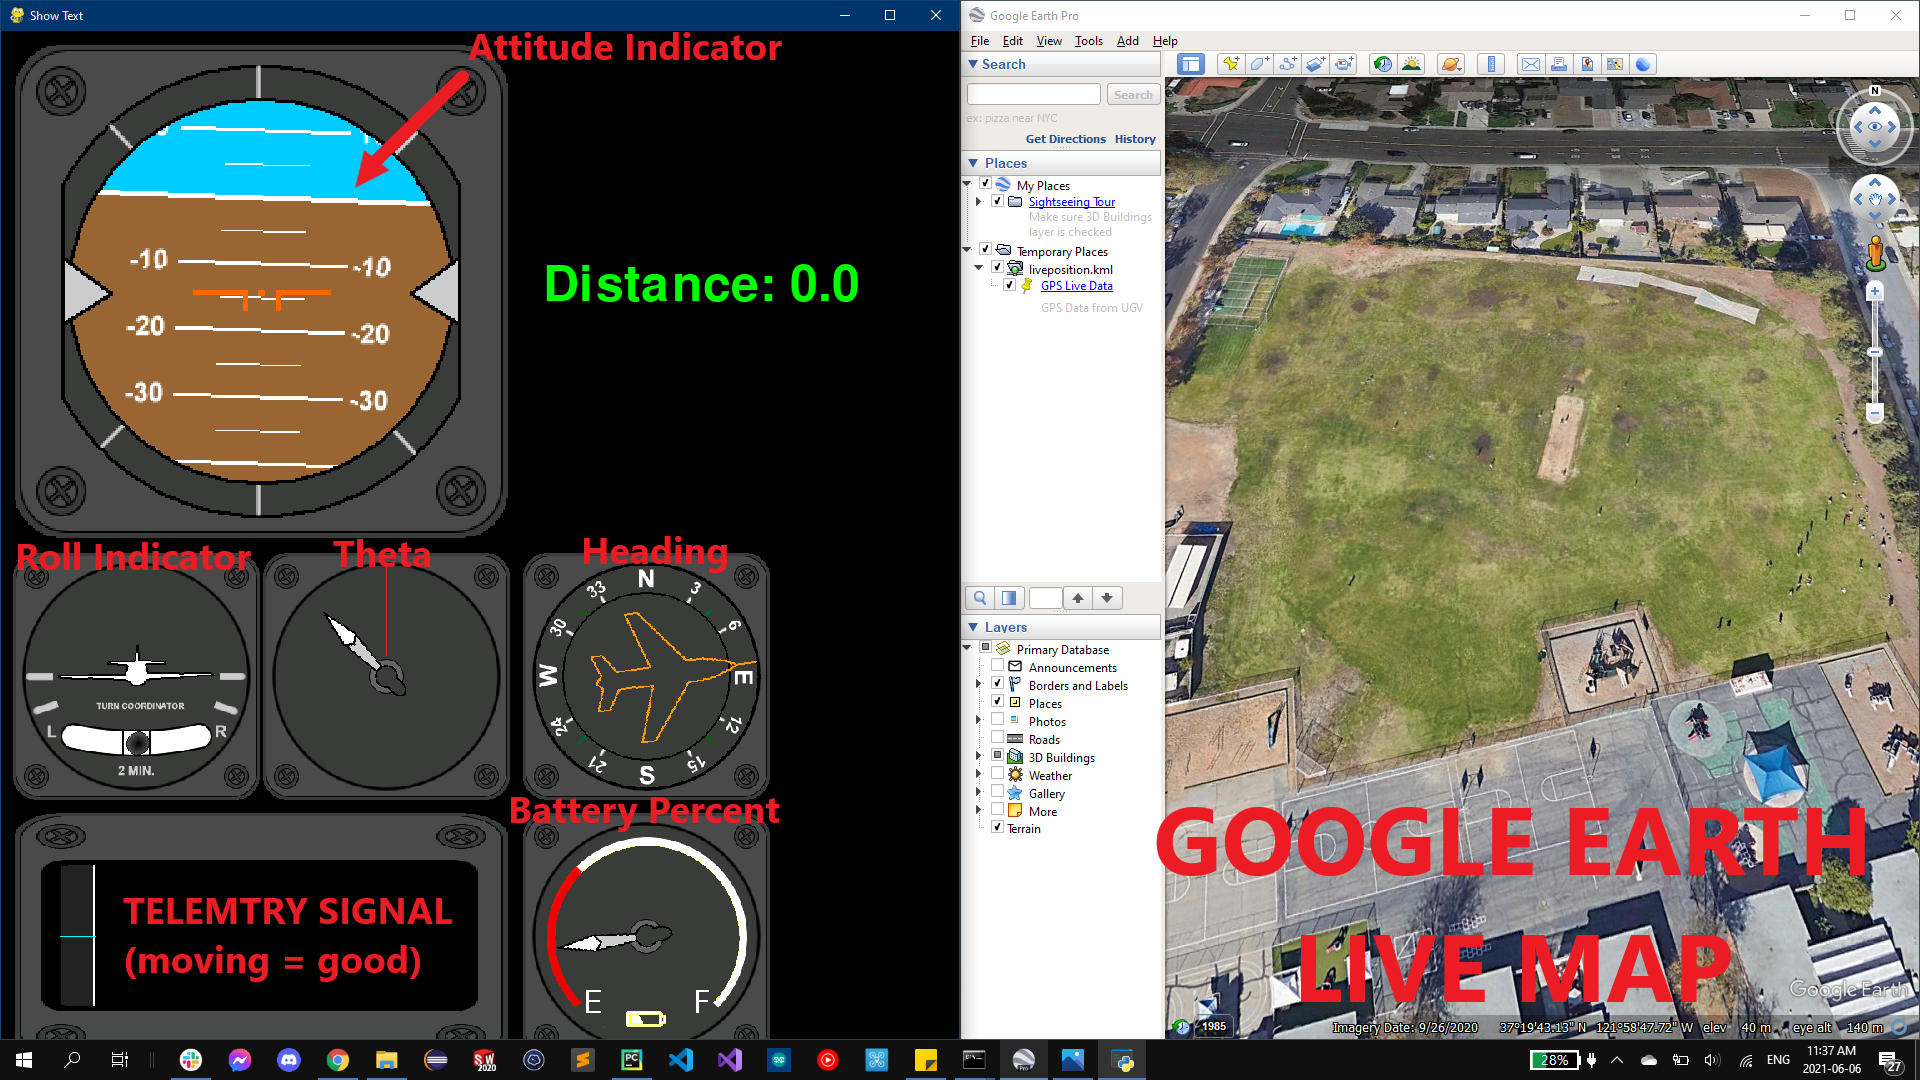 Show Text
Attitude Indicator
-10 -10
-20 -20
-30 -30
Distance: 0.0
Roll Indicator
Theta
Heading
TURN COORDINATOR
L R
2 MIN.
N
33 3
30 6
W E
24 12
21 15
S
Battery Percent
TELEMTRY SIGNAL
(moving = good)
E F
Google Earth Pro
File Edit View Tools Add Help
Search
Search
ex: pizza near NYC
Get Directions History
Places
My Places
Sightseeing Tour
Make sure 3D Buildings
layer is checked
Temporary Places
liveposition.kml
GPS Live Data
GPS Data from UGV
Layers
Primary Database
Announcements
Borders and Labels
Places
Photos
Roads
3D Buildings
Weather
Gallery
More
Terrain
N
GOOGLE EARTH
LIVE MAP
Google Earth
1985
Imagery Date: 9/26/2020 37°19'43.13" N 121°58'47.72" W elev 40 m eye alt 140 m
SW
2020
PC
Pro
28%
ENG
11:37 AM
2021-06-06
27